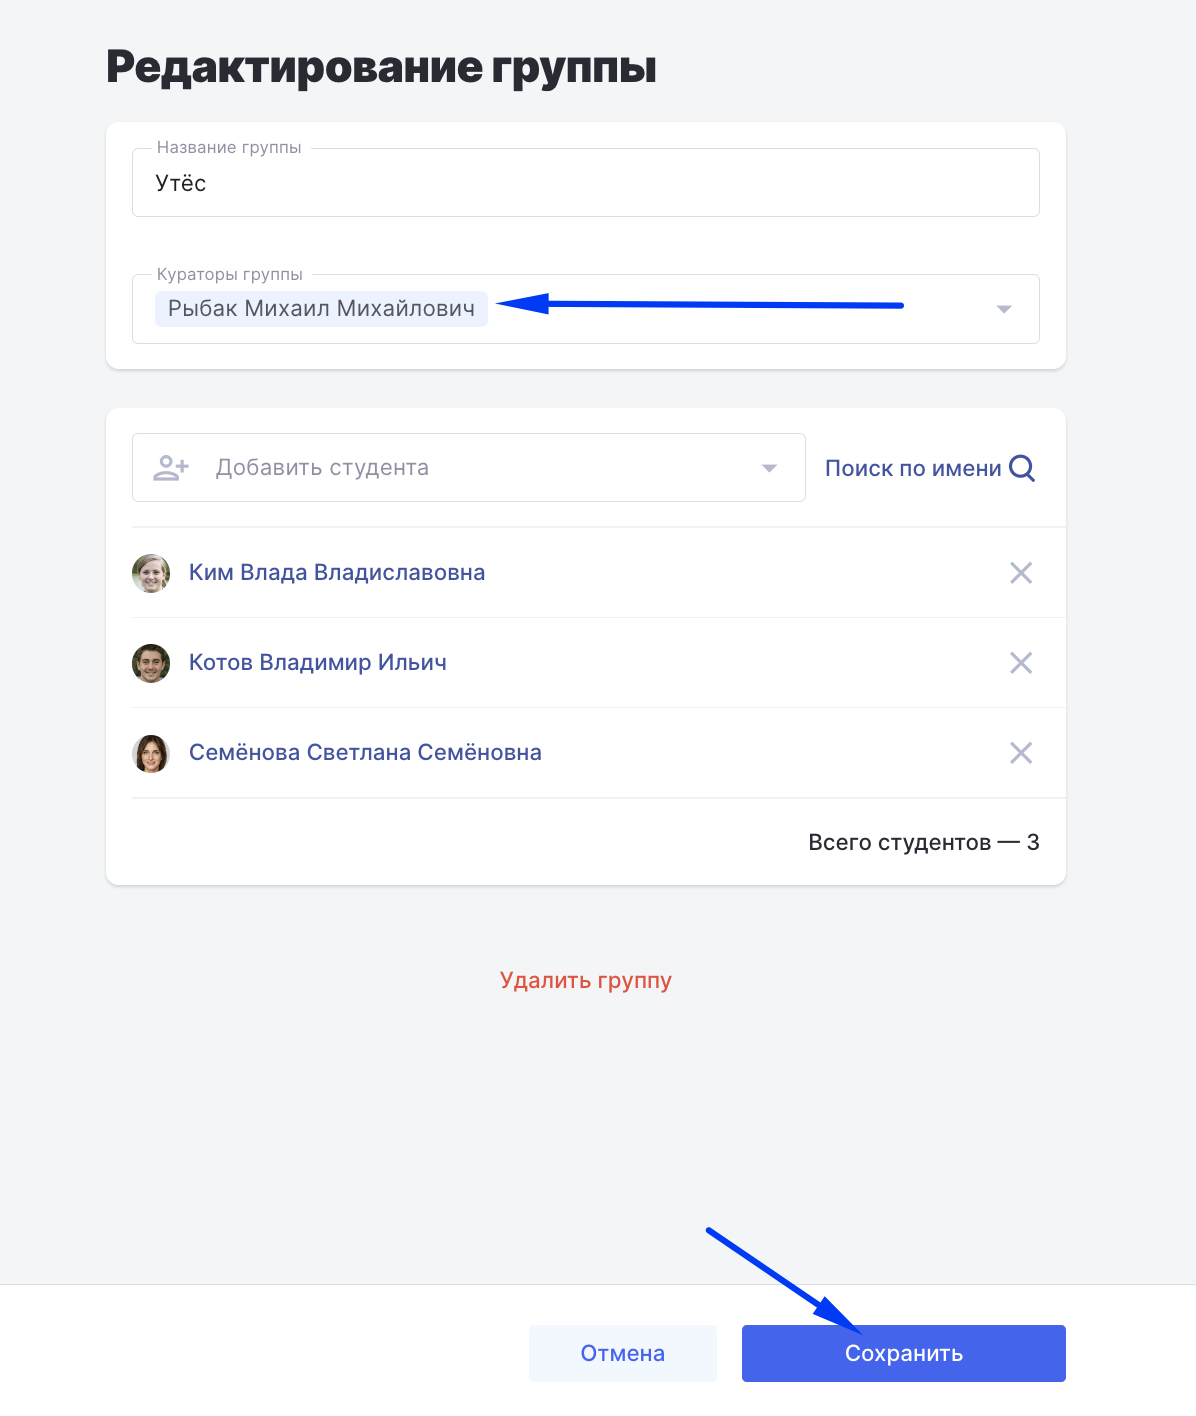 Редактирование группы
Название группы
Утёс
Кураторы группы
Рыбак Михаил Михайлович
Добавить студента
Поиск по имени
Ким Влада Владиславовна
Котов Владимир Ильич
Семёнова Светлана Семёновна
Всего студентов — 3
Удалить группу
Отмена
Сохранить